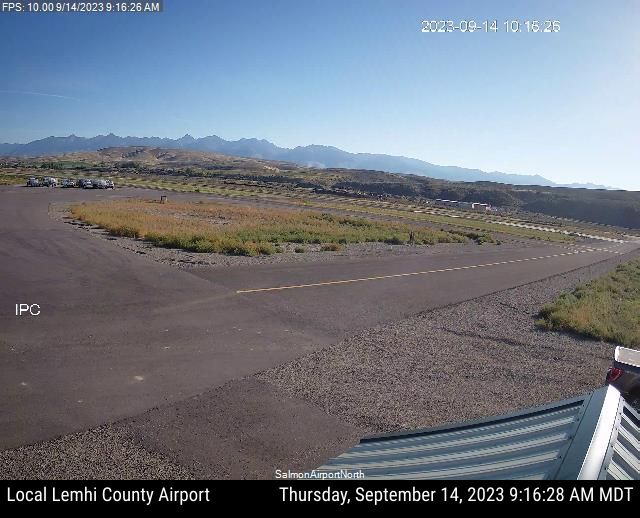 FPS: 10.00 9/14/2023 9:16:26 AM
2023-09-14 10:16:26
IPC
SalmonAirportNorth
Local Lemhi County Airport Thursday, September 14, 2023 9:16:28 AM MDT